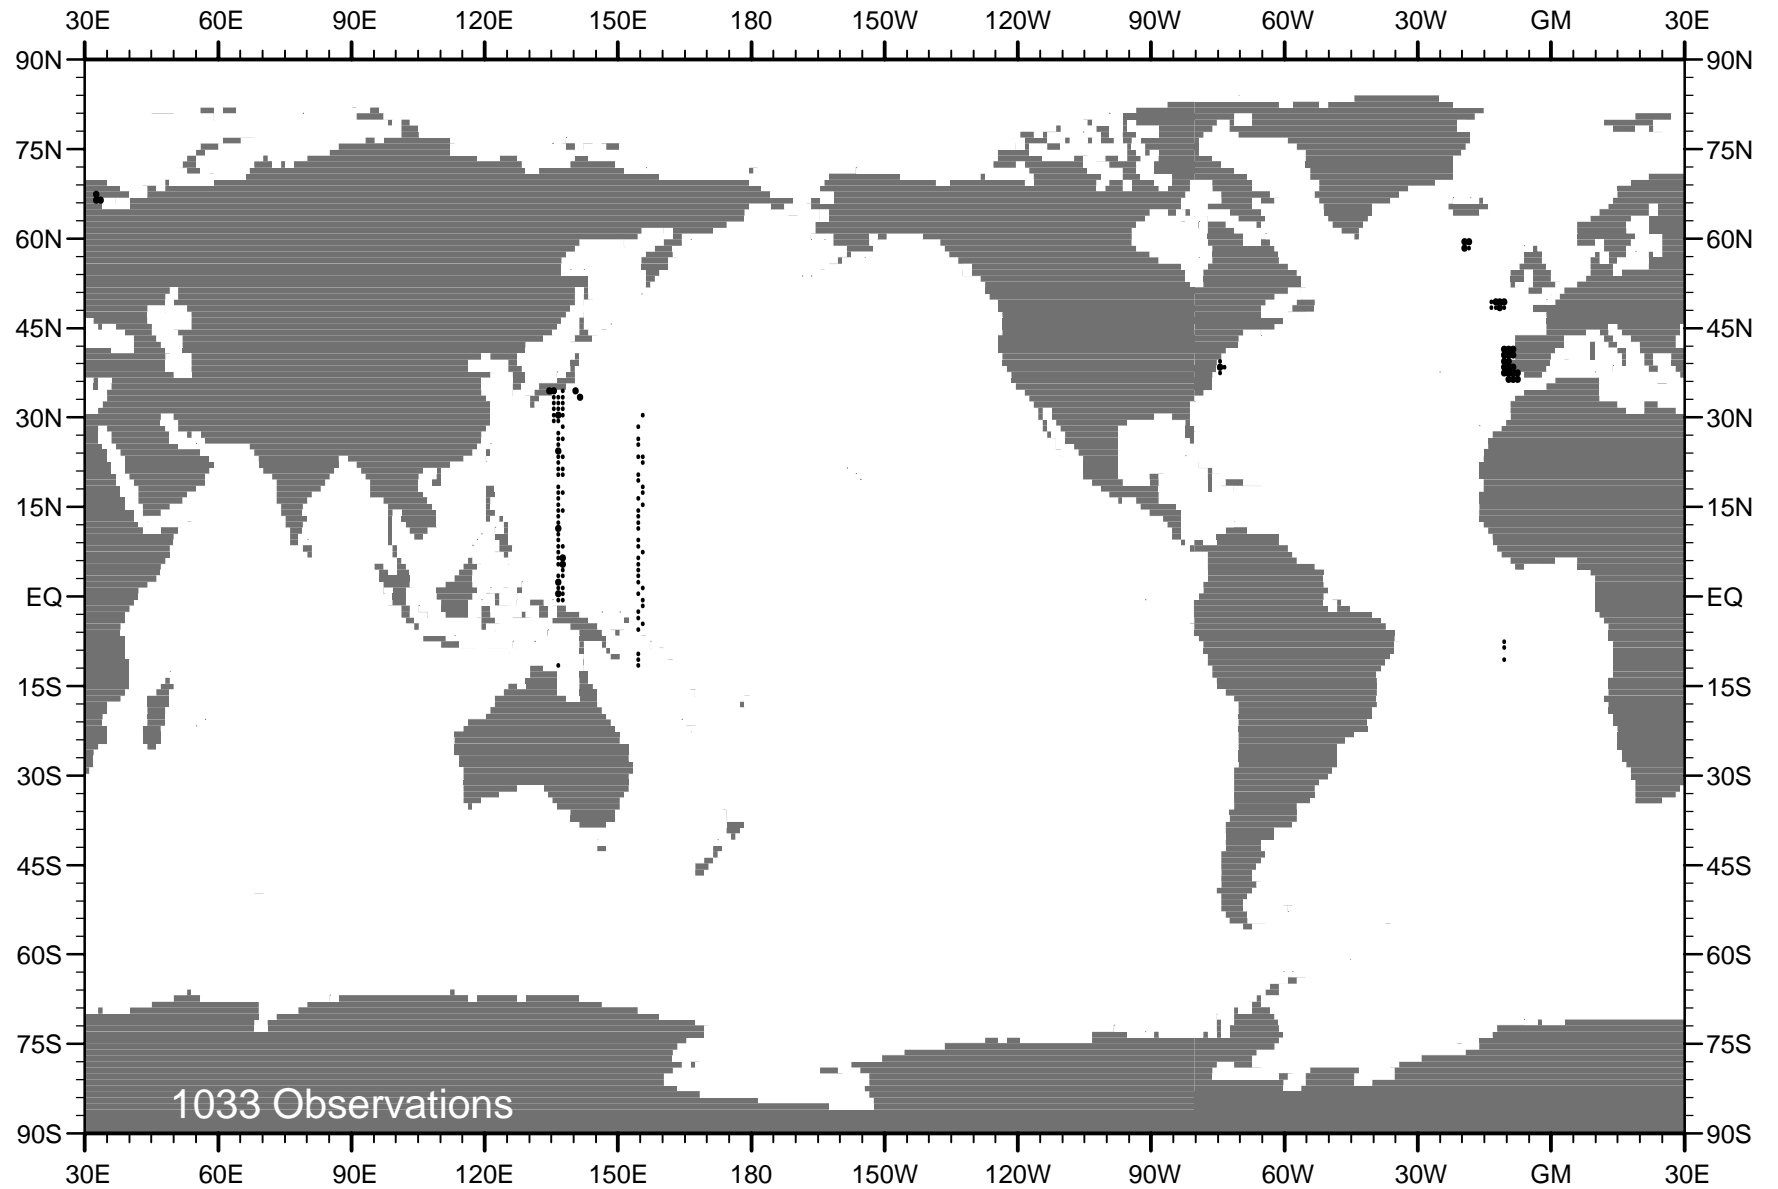 30E 60E 90E 120E 150E 180 150W 120W 90W 60W 30W GM 30E
90N 90N
75N 75N
60N 60N
45N 45N
30N 30N
15N 15N
EQ EQ
15S 15S
30S 30S
45S 45S
60S 60S
75S 75S
1033 Observations
90S 90S
30E 60E 90E 120E 150E 180 150W 120W 90W 60W 30W GM 30E